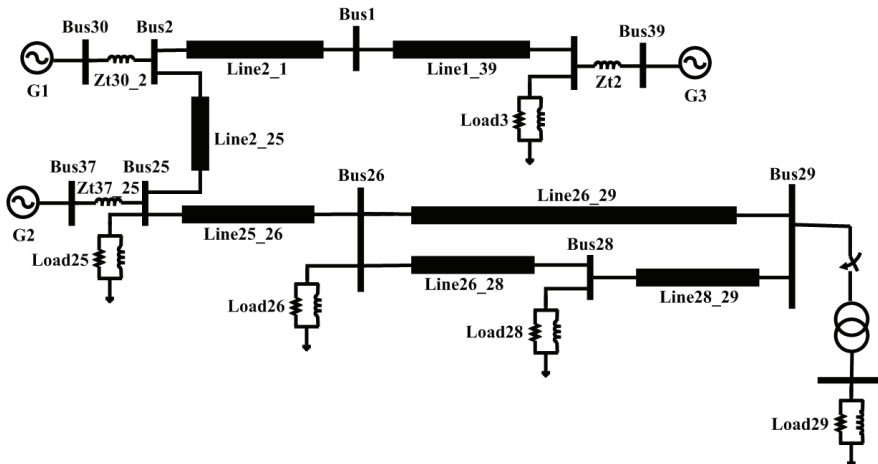 Bus30
Bus2
Bus1
Bus39
G1
Zt30_2
Line2_1
Line1_39
Zt2
G3
Load3
Line2_25
Bus37
Bus25
Zt37_25
Bus26
Bus29
Line26_29
G2
Line25_26
Bus28
Load25
Line26_28
Line28_29
Load26
Load28
Load29